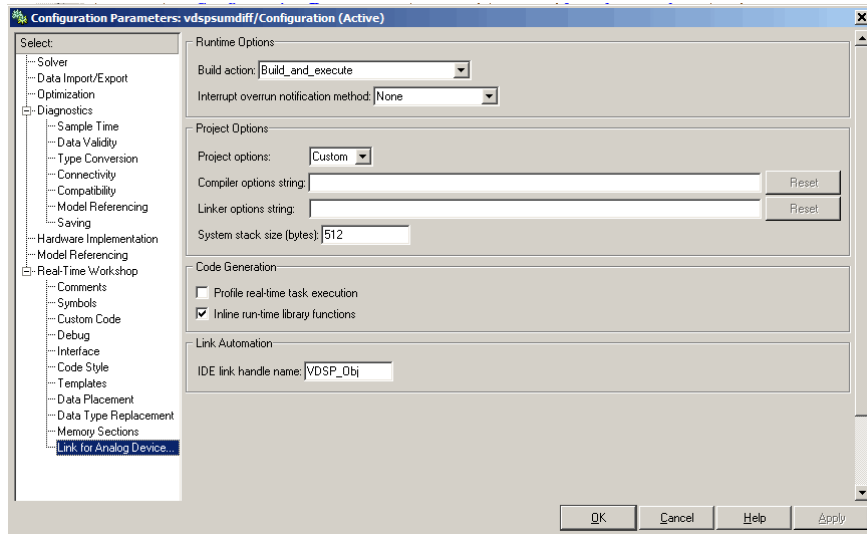 Configuration Parameters: vdspsumdiff/Configuration (Active)
Select:
Solver
Data Import/Export
Optimization
Diagnostics
Sample Time
Data Validity
Type Conversion
Connectivity
Compatibility
Model Referencing
Saving
Hardware Implementation
Model Referencing
Real-Time Workshop
Comments
Symbols
Custom Code
Debug
Interface
Code Style
Templates
Data Placement
Data Type Replacement
Memory Sections
Link for Analog Device...
Runtime Options
Build action: Build_and_execute
Interrupt overrun notification method: None
Project Options
Project options: Custom
Compiler options string: Reset
Linker options string: Reset
System stack size (bytes): 512
Code Generation
Profile real-time task execution
Inline run-time library functions
Link Automation
IDE link handle name: VDSP_Obj
OK Cancel Help Apply